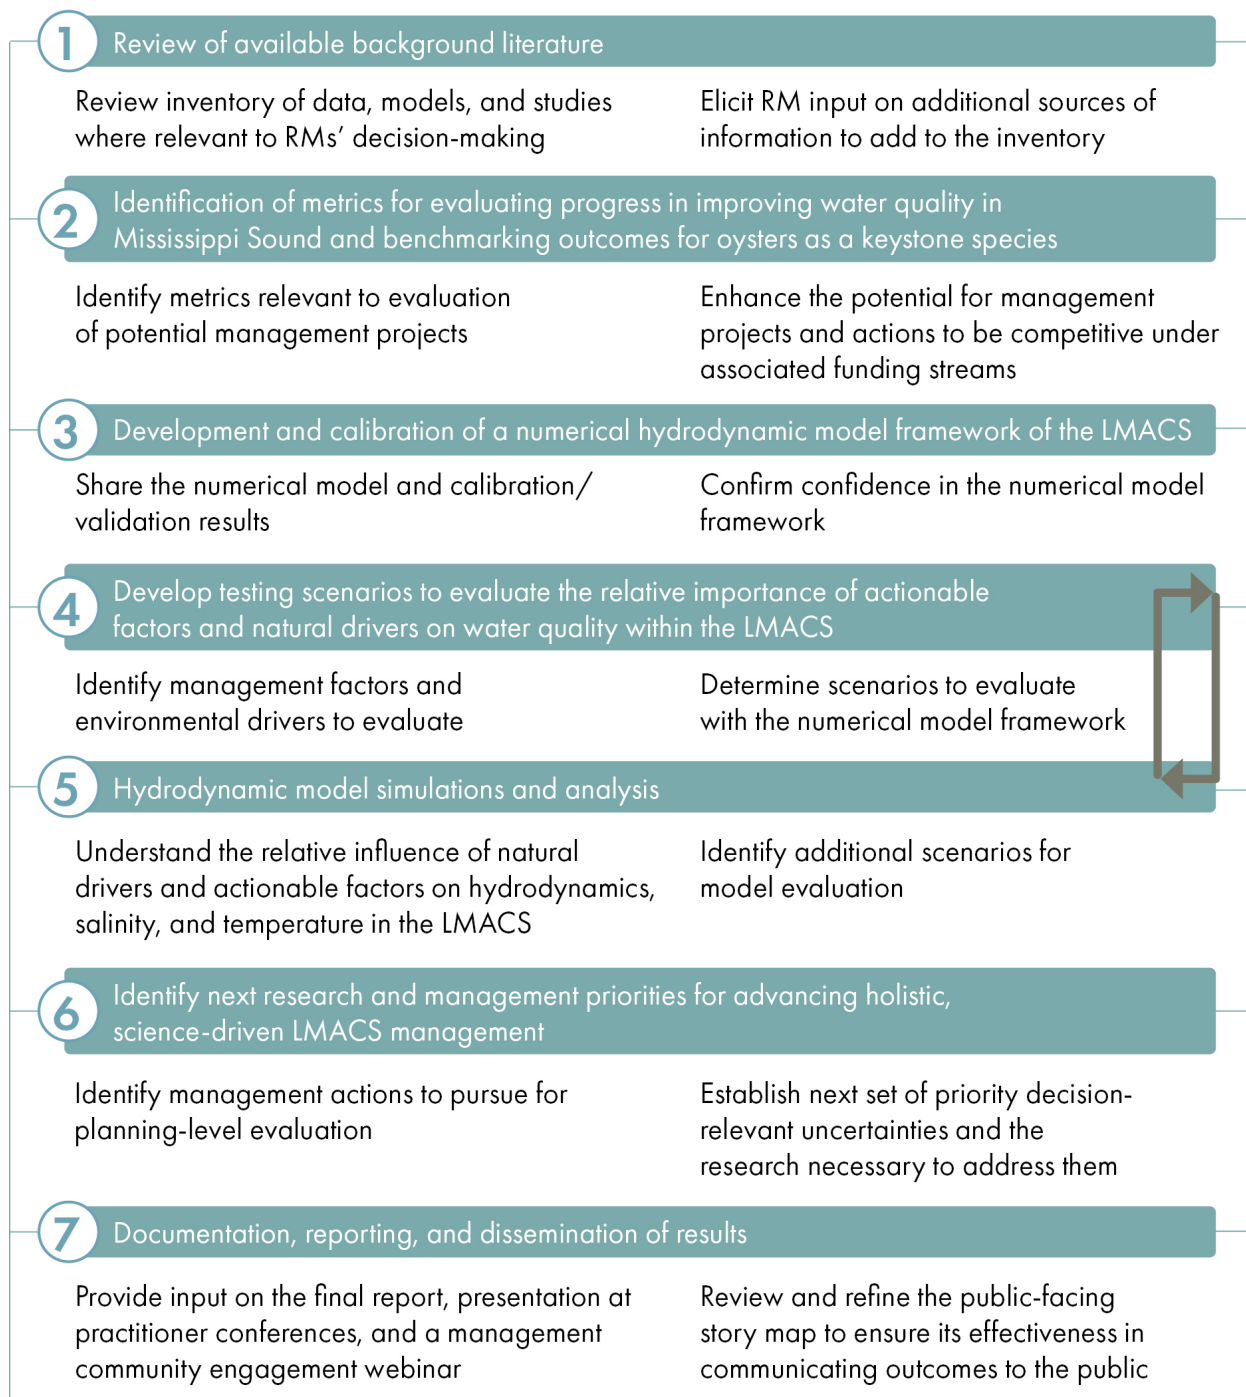 1
Review of available background literature
Review inventory of data, models, and studies
where relevant to RMs’ decision-making
Elicit RM input on additional sources of
information to add to the inventory
2
Identification of metrics for evaluating progress in improving water quality in
Mississippi Sound and benchmarking outcomes for oysters as a keystone species
Identify metrics relevant to evaluation
of potential management projects
Enhance the potential for management
projects and actions to be competitive under
associated funding streams
3
Development and calibration of a numerical hydrodynamic model framework of the LMACS
Share the numerical model and calibration/
validation results
Confirm confidence in the numerical model
framework
4
Develop testing scenarios to evaluate the relative importance of actionable
factors and natural drivers on water quality within the LMACS
Identify management factors and
environmental drivers to evaluate
Determine scenarios to evaluate
with the numerical model framework
5
Hydrodynamic model simulations and analysis
Understand the relative influence of natural
drivers and actionable factors on hydrodynamics,
salinity, and temperature in the LMACS
Identify additional scenarios for
model evaluation
6
Identify next research and management priorities for advancing holistic,
science-driven LMACS management
Identify management actions to pursue for
planning-level evaluation
Establish next set of priority decision-
relevant uncertainties and the
research necessary to address them
7
Documentation, reporting, and dissemination of results
Provide input on the final report, presentation at
practitioner conferences, and a management
community engagement webinar
Review and refine the public-facing
story map to ensure its effectiveness in
communicating outcomes to the public